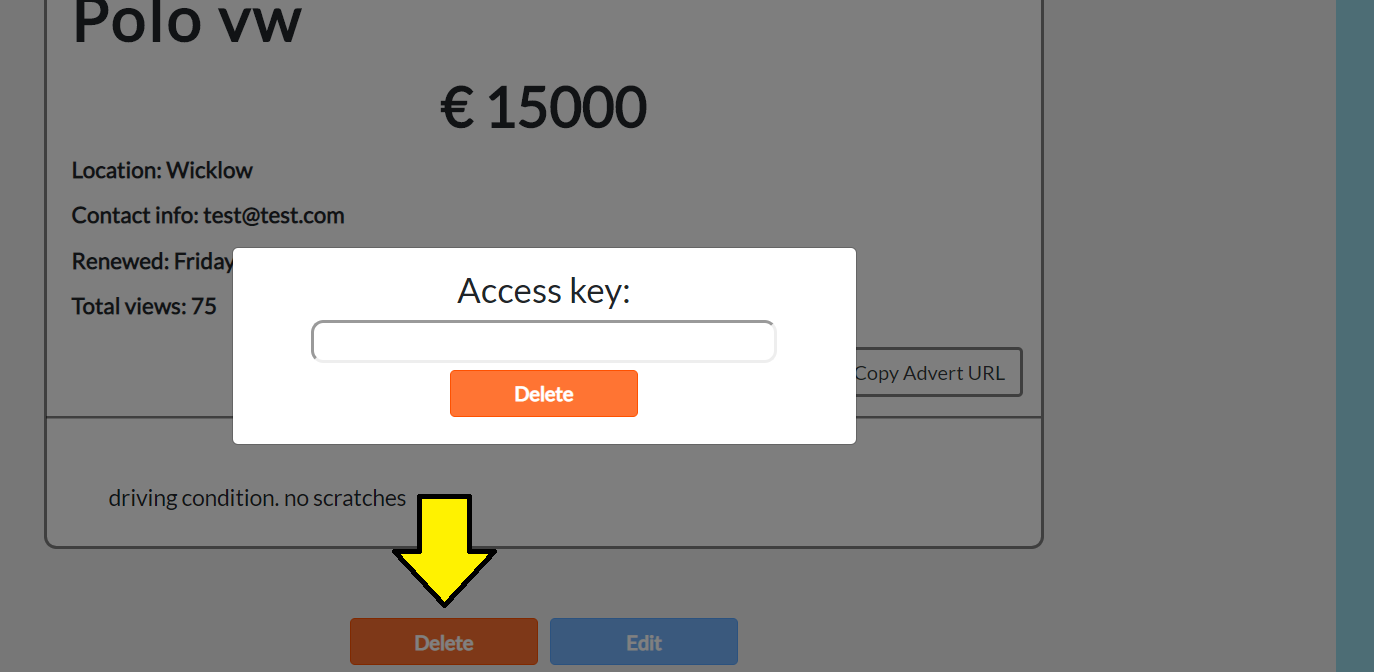 Polo vw
€ 15000
Location: Wicklow
Contact info: test@test.com
Renewed: Friday
Access key:
Total views: 75
Copy Advert URL
Delete
driving condition. no scratches
Delete
Edit